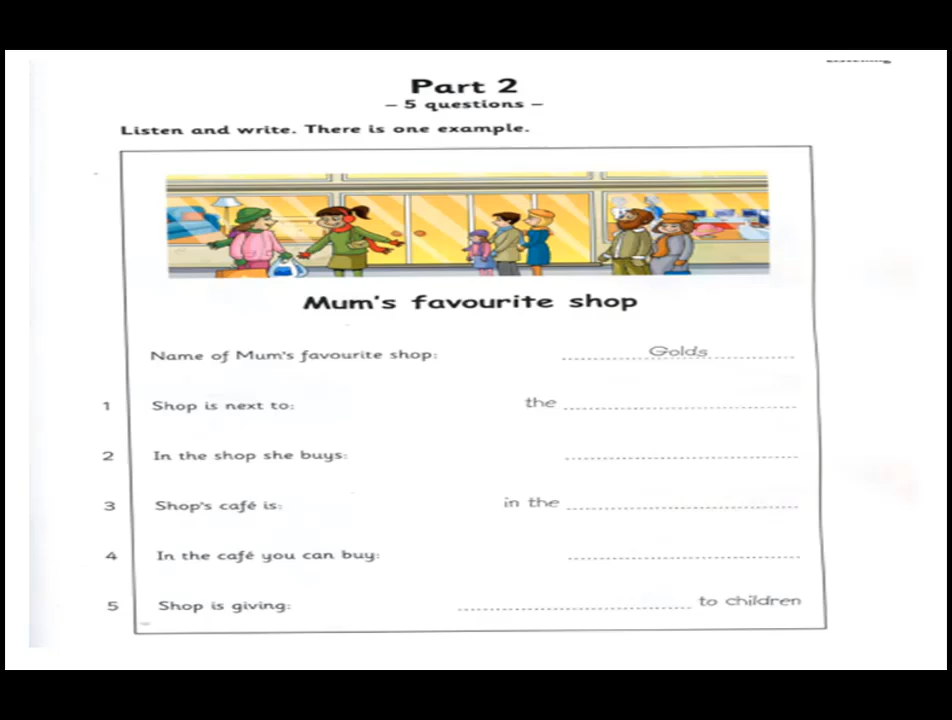 Part 2
– 5 questions –
Listen and write. There is one example.
Mum's favourite shop
Name of Mum's favourite shop: Golds
1 Shop is next to: the
2 In the shop she buys:
3 Shop's café is: in the
4 In the café you can buy:
5 Shop is giving: to children